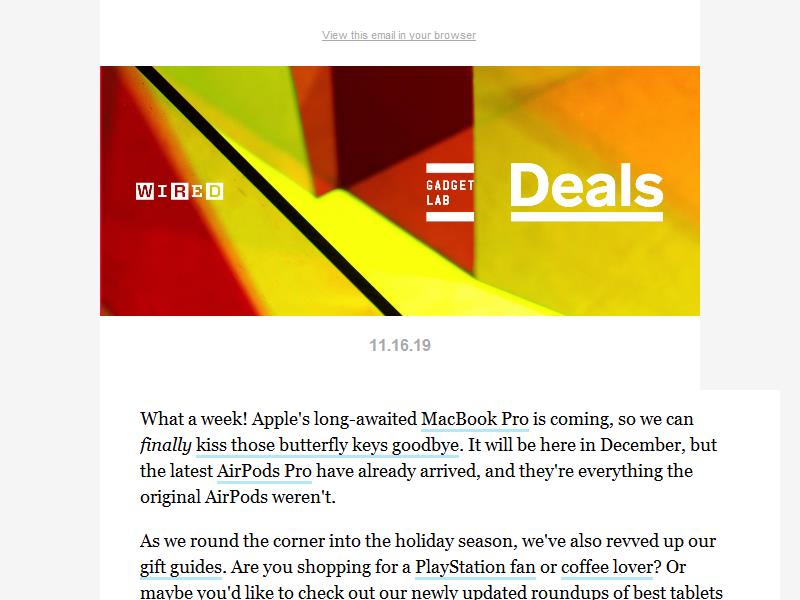 View this email in your browser
WIRED
GADGET
LAB
Deals
11.16.19
What a week! Apple's long-awaited MacBook Pro is coming, so we can
finally kiss those butterfly keys goodbye. It will be here in December, but
the latest AirPods Pro have already arrived, and they're everything the
original AirPods weren't.
As we round the corner into the holiday season, we've also revved up our
gift guides. Are you shopping for a PlayStation fan or coffee lover? Or
maybe you'd like to check out our newly updated roundups of best tablets